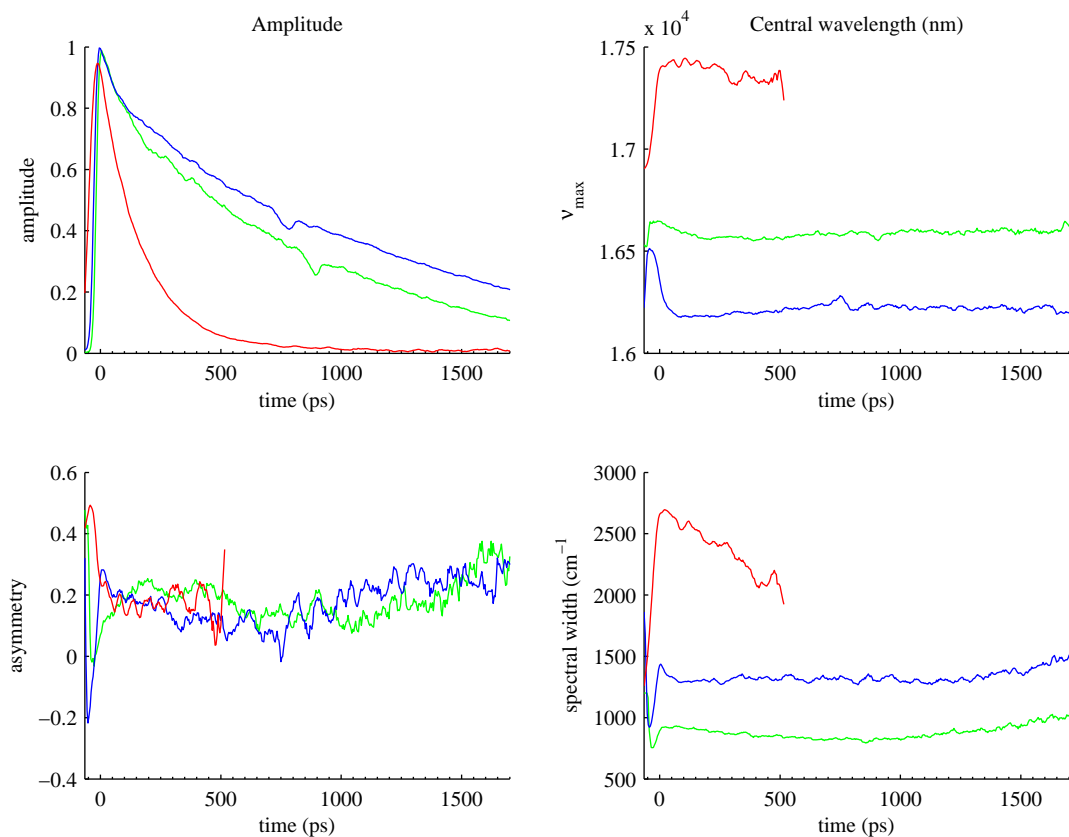 Amplitude
amplitude
1
0.8
0.6
0.4
0.2
0
0 500 1000 1500
time (ps)
Central wavelength (nm)
x 10⁴
ν_max
1.75
1.7
1.65
1.6
0 500 1000 1500
time (ps)
asymmetry
0.6
0.4
0.2
0
−0.2
−0.4
0 500 1000 1500
time (ps)
spectral width (cm⁻¹)
3000
2500
2000
1500
1000
500
0 500 1000 1500
time (ps)